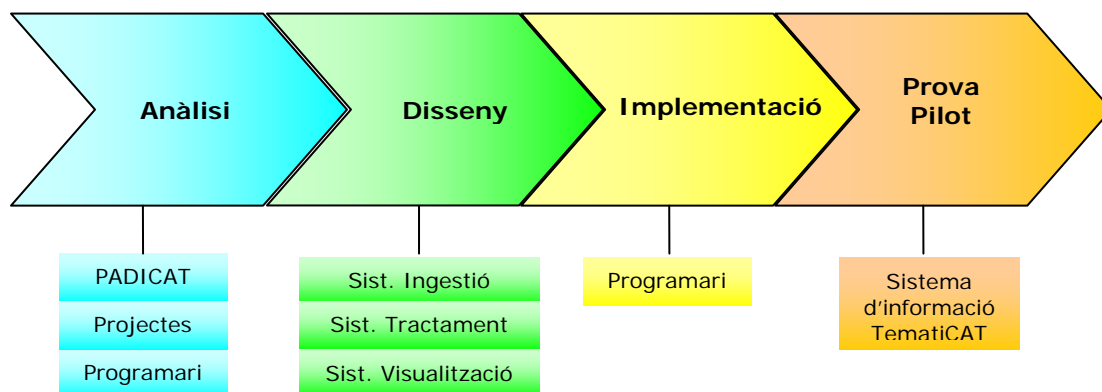 Anàlisi
Disseny
Implementació
Prova
Pilot
PADICAT
Projectes
Programari
Sist. Ingestió
Sist. Tractament
Sist. Visualització
Programari
Sistema
d'informació
TematiCAT